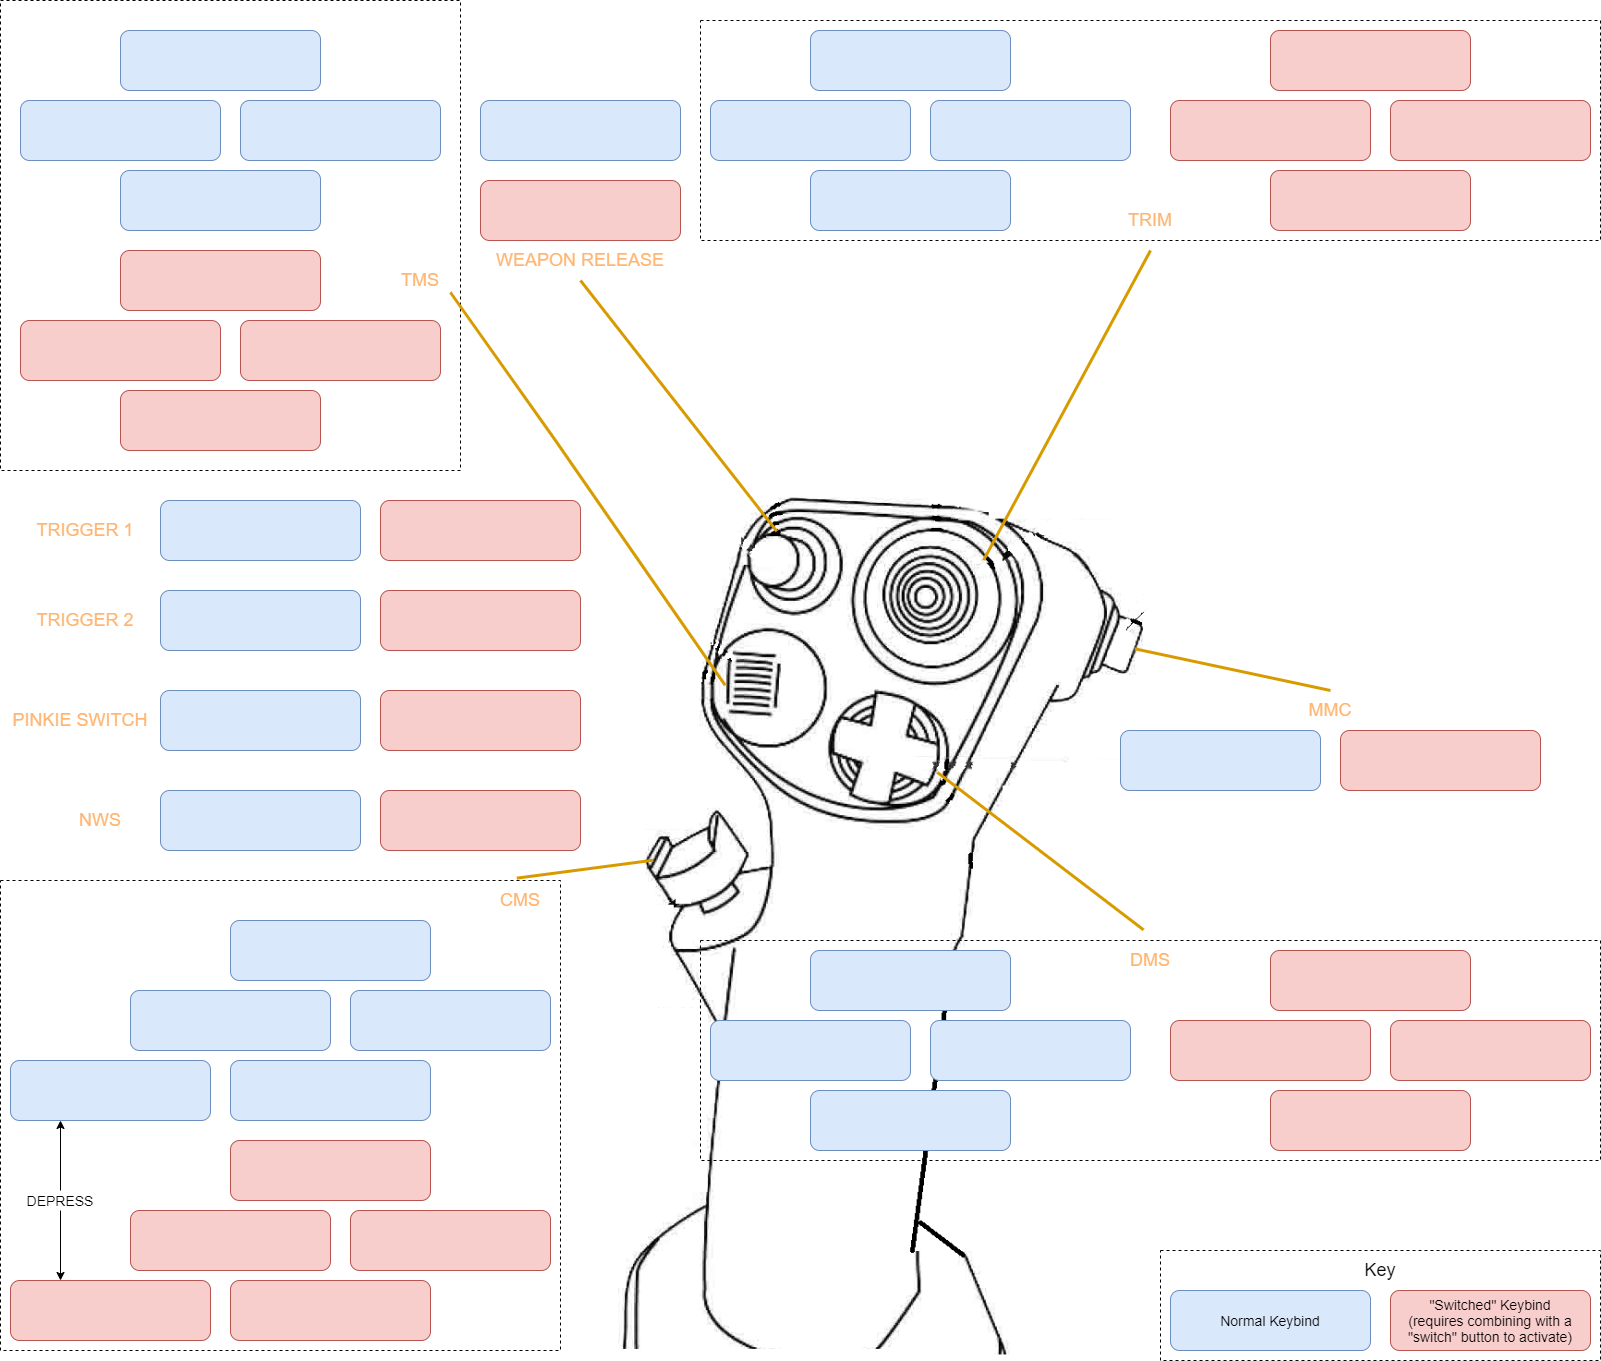 TRIM
WEAPON RELEASE
TMS
TRIGGER 1
TRIGGER 2
PINKIE SWITCH
MMC
NWS
CMS
DMS
DEPRESS
Key
Normal Keybind
"Switched" Keybind
(requires combining with a
"switch" button to activate)